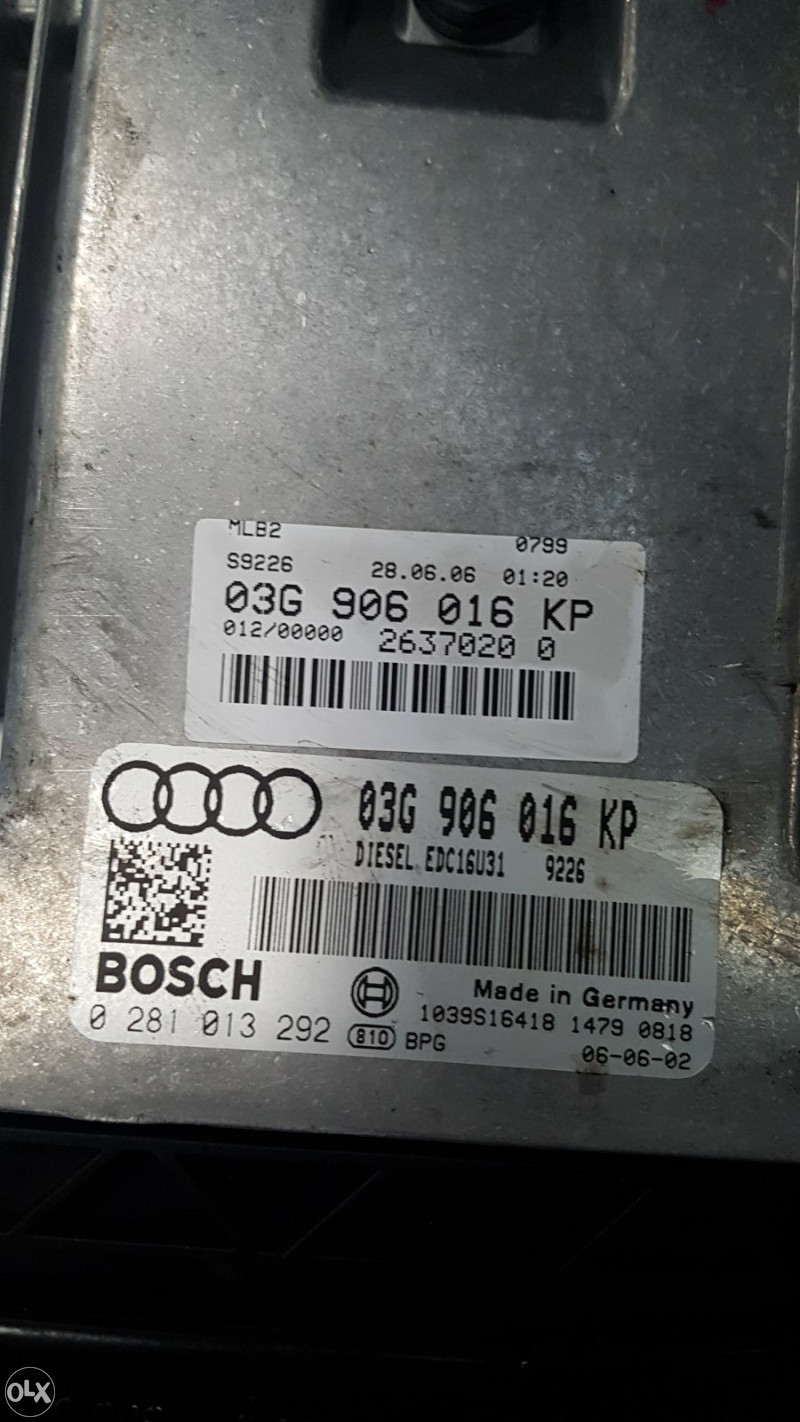 MLB2 0799
S9226 28.06.06 01:20
03G 906 016 KP
012/00000 2637020 0
03G 906 016 KP
DIESEL EDC16U31 9226
BOSCH
Made in Germany
0 281 013 292 810 BPG 1039S16418 1479 0818
06-06-02
OLX